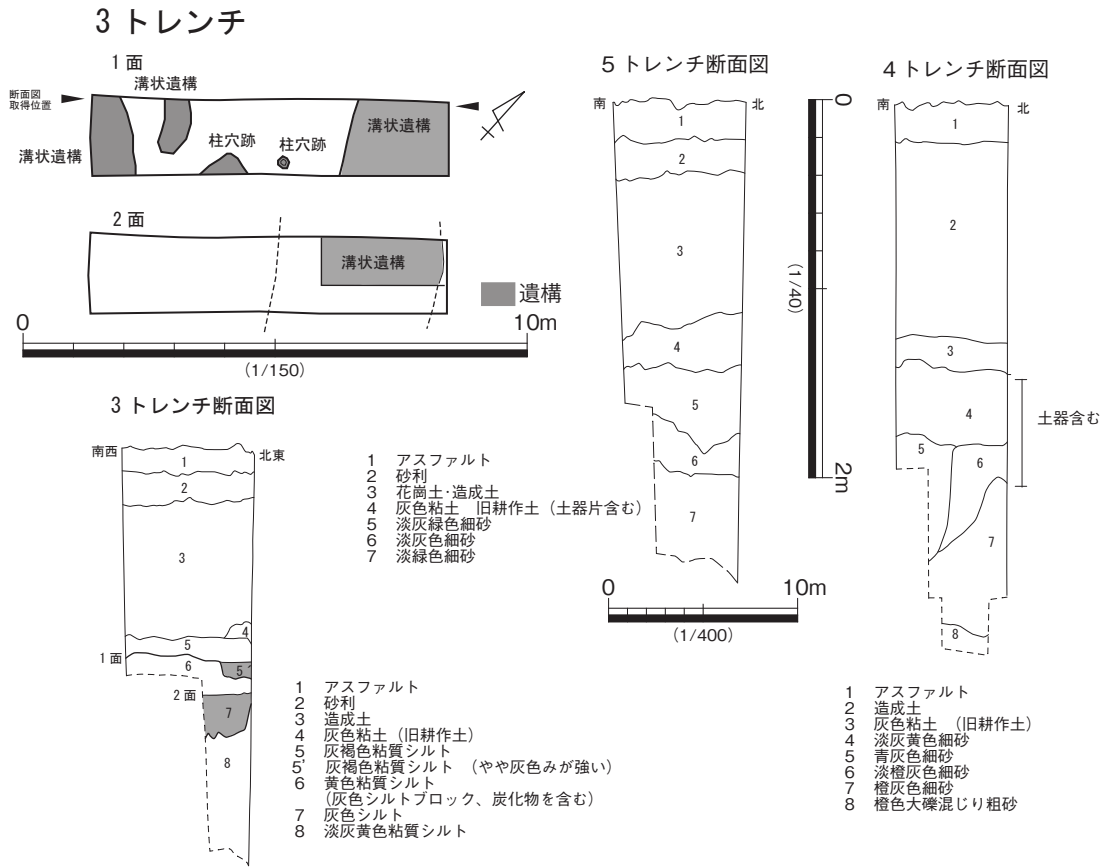 3 トレンチ
1 面
断面図
取得位置
溝状遺構
溝状遺構
柱穴跡
柱穴跡
溝状遺構
2 面
溝状遺構
遺構
0
10m
(1/150)
3 トレンチ断面図
南西
北東
1
2
3
4
5
1 面
6
5'
2 面
7
8
1 アスファルト
2 砂利
3 造成土
4 灰色粘土(旧耕作土)
5 灰褐色粘質シルト
5' 灰褐色粘質シルト (やや灰色みが強い)
6 黄色粘質シルト
(灰色シルトブロック、炭化物を含む)
7 灰色シルト
8 淡灰黄色粘質シルト
5 トレンチ断面図
南
北
1
2
3
4
5
6
7
1 アスファルト
2 砂利
3 花崗土・造成土
4 灰色粘土 旧耕作土(土器片含む)
5 淡灰緑色細砂
6 淡灰色細砂
7 淡緑色細砂
0
(1/40)
2m
0
10m
(1/400)
4 トレンチ断面図
南
北
1
2
3
4
5
6
7
8
土器含む
1 アスファルト
2 造成土
3 灰色粘土 (旧耕作土)
4 淡灰黄色細砂
5 青灰色細砂
6 淡橙灰色細砂
7 橙灰色細砂
8 橙色大礫混じり粗砂